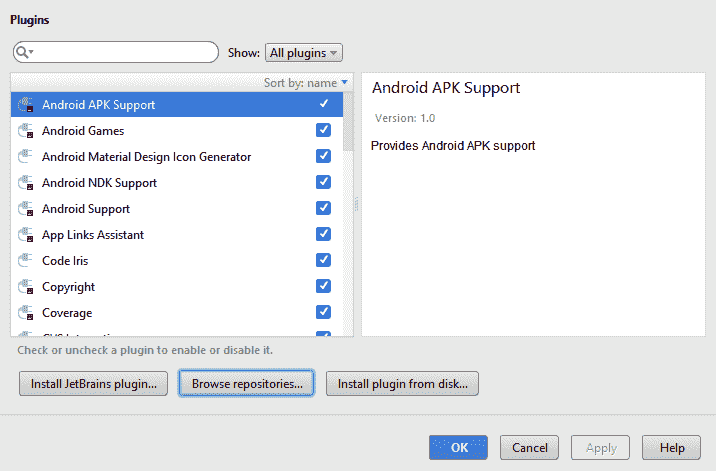 Plugins
Show: All plugins
Sort by: name
Android APK Support
Android Games
Android Material Design Icon Generator
Android NDK Support
Android Support
App Links Assistant
Code Iris
Copyright
Coverage
Android APK Support
Version: 1.0
Provides Android APK support
Check or uncheck a plugin to enable or disable it.
Install JetBrains plugin... Browse repositories... Install plugin from disk...
OK Cancel Apply Help